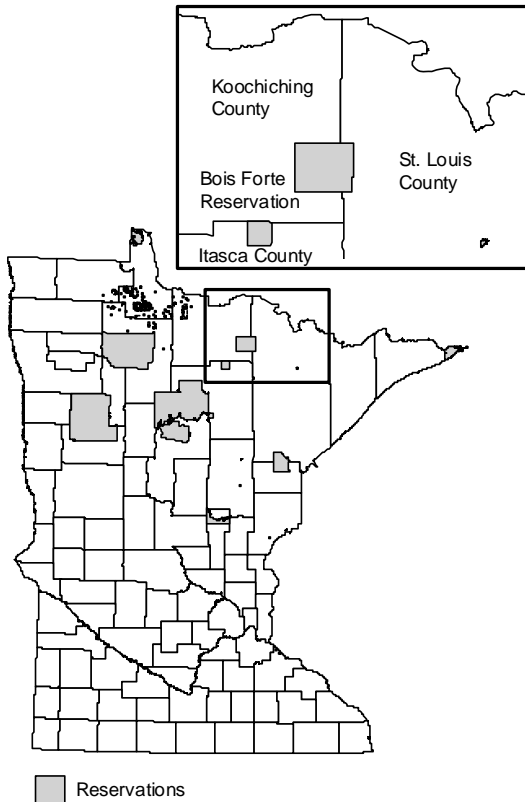 Koochiching
County
St. Louis
County
Bois Forte
Reservation
Itasca County
Reservations